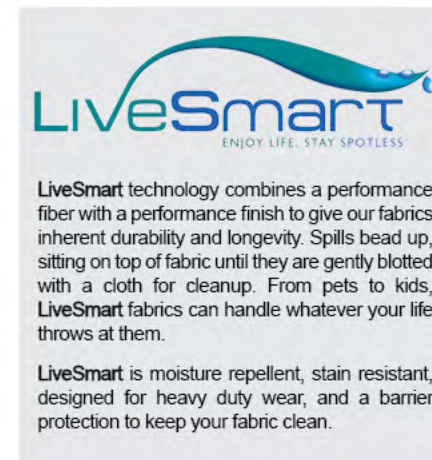 LiveSmart
ENJOY LIFE. STAY SPOTLESS
LiveSmart technology combines a performance
fiber with a performance finish to give our fabrics
inherent durability and longevity. Spills bead up,
sitting on top of fabric until they are gently blotted
with a cloth for cleanup. From pets to kids,
LiveSmart fabrics can handle whatever your life
throws at them.
LiveSmart is moisture repellent, stain resistant,
designed for heavy duty wear, and a barrier
protection to keep your fabric clean.